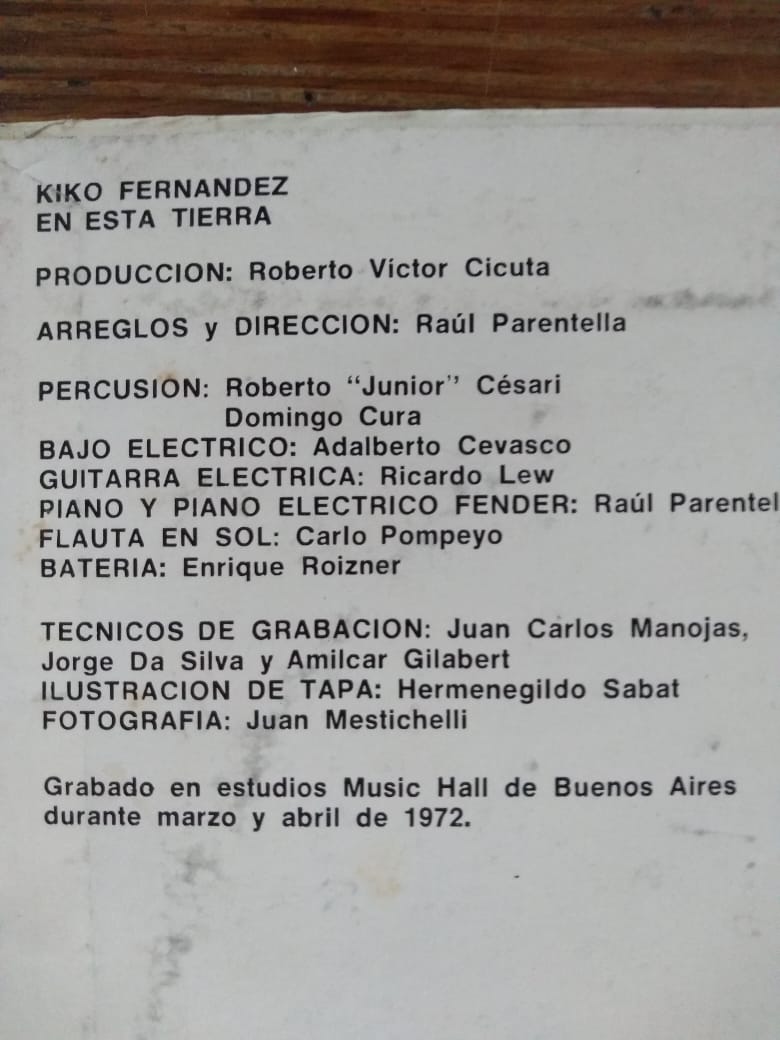 KIKO FERNANDEZ
EN ESTA TIERRA
PRODUCCION: Roberto Víctor Cicuta
ARREGLOS y DIRECCION: Raúl Parentella
PERCUSION: Roberto "Junior" Césari
Domingo Cura
BAJO ELECTRICO: Adalberto Cevasco
GUITARRA ELECTRICA: Ricardo Lew
PIANO Y PIANO ELECTRICO FENDER: Raúl Parentel
FLAUTA EN SOL: Carlo Pompeyo
BATERIA: Enrique Roizner
TECNICOS DE GRABACION: Juan Carlos Manojas,
Jorge Da Silva y Amilcar Gilabert
ILUSTRACION DE TAPA: Hermenegildo Sabat
FOTOGRAFIA: Juan Mestichelli
Grabado en estudios Music Hall de Buenos Aires
durante marzo y abril de 1972.